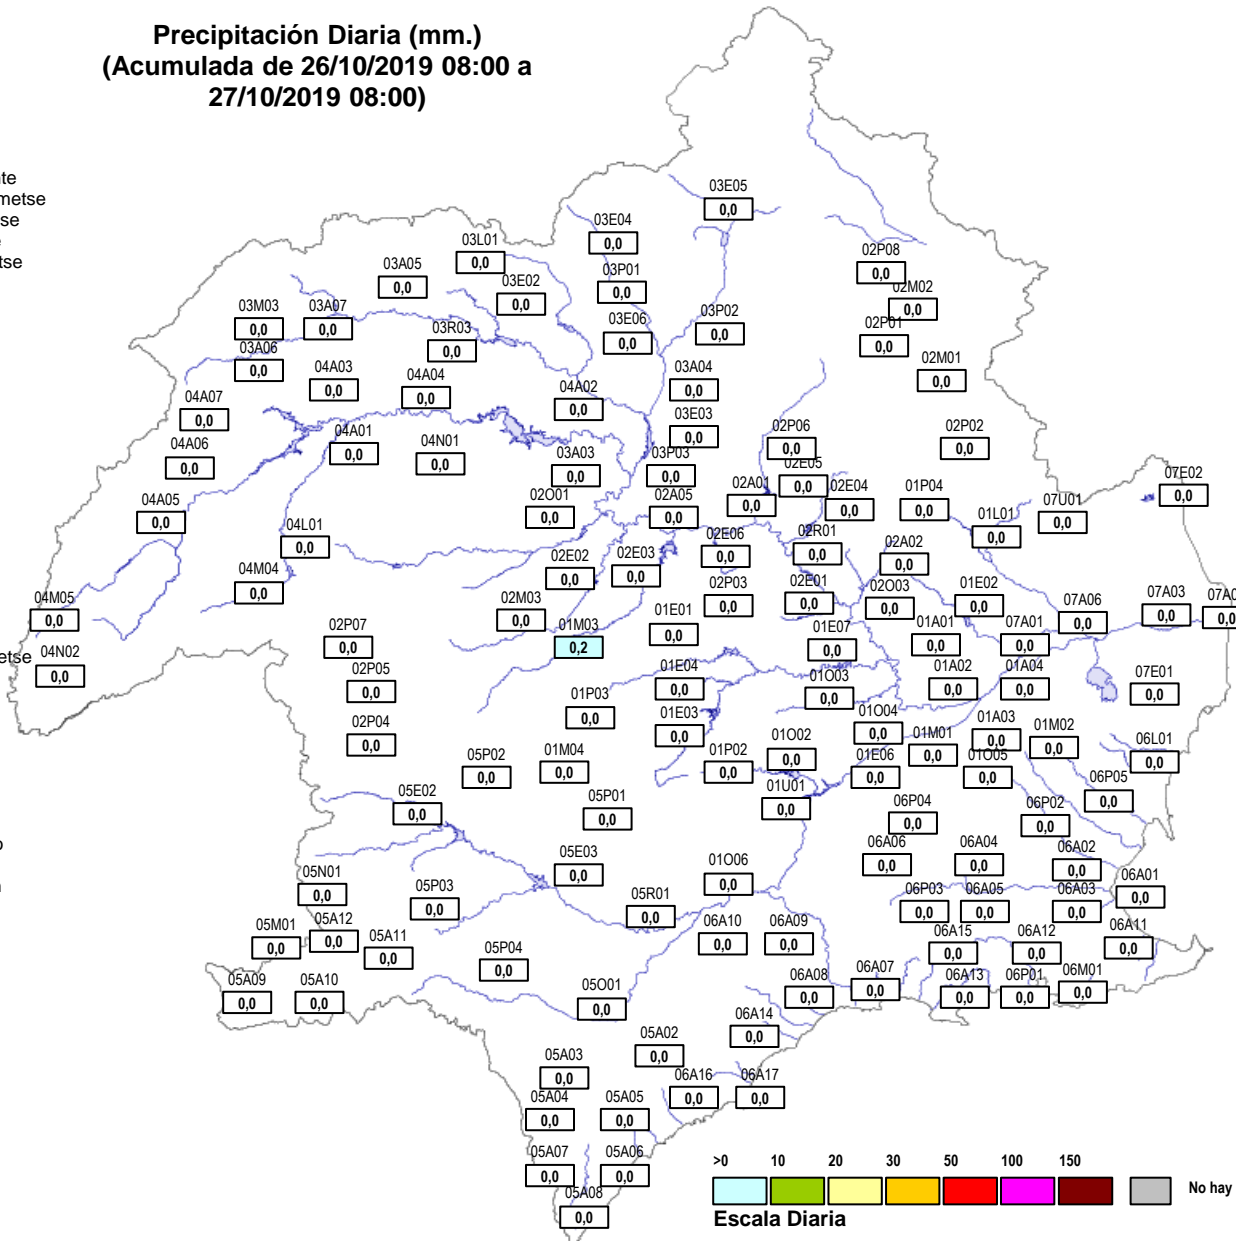 Precipitación Diaria (mm.)
(Acumulada de 26/10/2019 08:00 a
27/10/2019 08:00)
03E05
0,0
03E04
0,0
03L01
0,0
02P08
0,0
03A05
0,0
03P01
0,0
03E02
0,0
02M02
0,0
03M03
0,0
03A07
0,0
03P02
0,0
03E06
0,0
03R03
0,0
02P01
0,0
03A06
0,0
02M01
0,0
04A03
0,0
03A04
0,0
04A04
0,0
04A02
0,0
04A07
0,0
03E03
0,0
04A01
0,0
02P06
0,0
02P02
0,0
04N01
0,0
04A06
0,0
03A03
0,0
03P03
0,0
02E05
0,0
07E02
0,0
02A01
0,0
02E04
0,0
01P04
0,0
02O01
0,0
02A05
0,0
04A05
0,0
07U01
0,0
01L01
0,0
04L01
0,0
02E06
0,0
02R01
0,0
02A02
0,0
02E02
0,0
02E03
0,0
04M04
0,0
02P03
0,0
02E01
0,0
02O03
0,0
01E02
0,0
04M05
0,0
02M03
0,0
07A06
0,0
07A03
0,0
07A0
0,0
01E01
0,0
01M03
0,2
02P07
0,0
01E07
0,0
01A01
0,0
07A01
0,0
04N02
0,0
02P05
0,0
01E04
0,0
01O03
0,0
01A02
0,0
01A04
0,0
07E01
0,0
01P03
0,0
02P04
0,0
01E03
0,0
01O04
0,0
01A03
0,0
01M02
0,0
01M01
0,0
01O02
0,0
06L01
0,0
05P02
0,0
01M04
0,0
01P02
0,0
01E06
0,0
01O05
0,0
05E02
0,0
05P01
0,0
01U01
0,0
06P05
0,0
06P04
0,0
06P02
0,0
05E03
0,0
06A06
0,0
06A04
0,0
06A02
0,0
05N01
0,0
01O06
0,0
06A01
0,0
05P03
0,0
05R01
0,0
06P03
0,0
06A05
0,0
06A03
0,0
05M01
0,0
05A12
0,0
05A11
0,0
06A10
0,0
06A09
0,0
06A15
0,0
06A12
0,0
06A11
0,0
05P04
0,0
05A09
0,0
05A10
0,0
05O01
0,0
06A08
0,0
06A07
0,0
06A13
0,0
06P01
0,0
06M01
0,0
06A14
0,0
05A02
0,0
05A03
0,0
06A16
0,0
06A17
0,0
05A04
0,0
05A05
0,0
05A07
0,0
05A06
0,0
05A08
0,0
>0 10 20 30 50 100 150
No hay
Escala Diaria